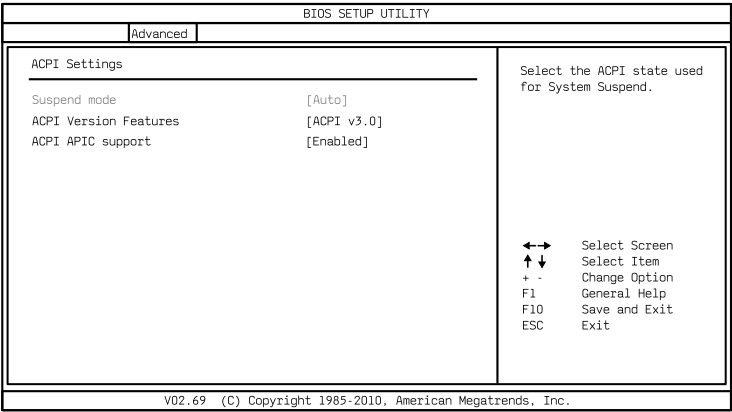 BIOS SETUP UTILITY
Advanced
ACPI Settings
Suspend mode [Auto]
ACPI Version Features [ACPI v3.0]
ACPI APIC support [Enabled]
Select the ACPI state used
for System Suspend.
←→ Select Screen
↑↓ Select Item
+ - Change Option
F1 General Help
F10 Save and Exit
ESC Exit
V02.69 (C) Copyright 1985-2010, American Megatrends, Inc.